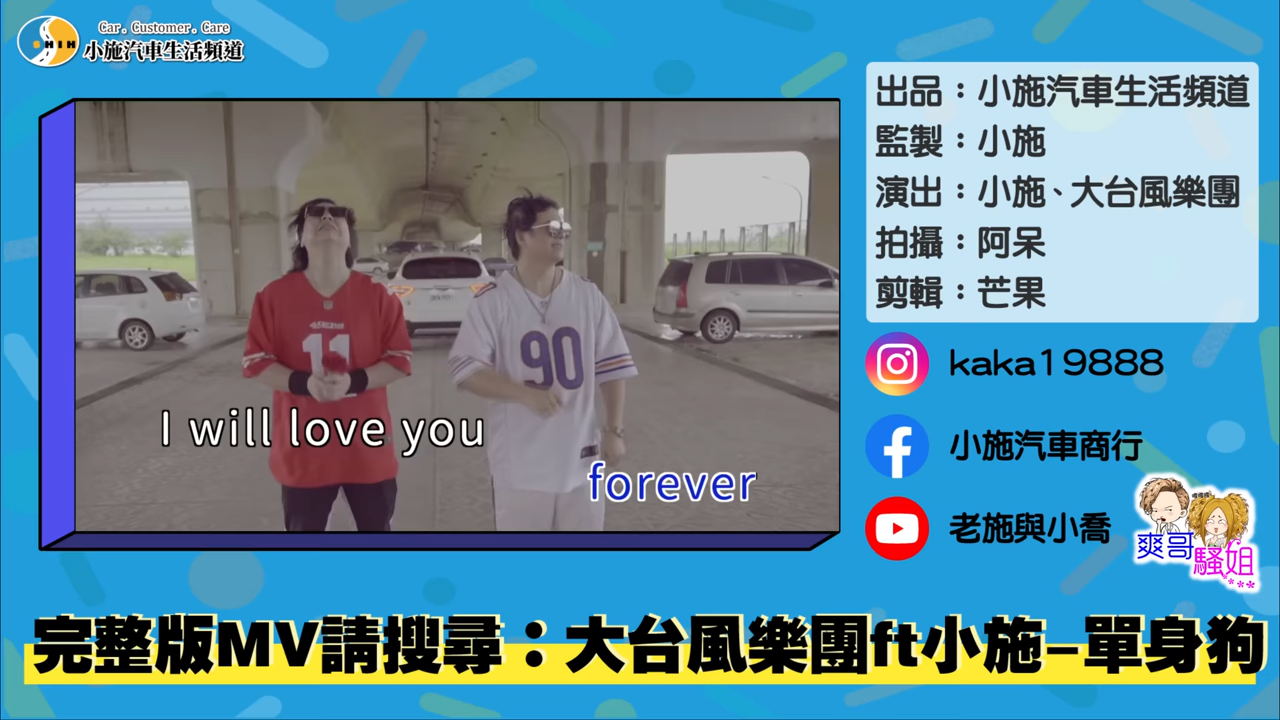 Car . Customer . Care
SHIH
小施汽車生活頻道
11
90
I will love you
forever
出品：小施汽車生活頻道
監製：小施
演出：小施、大台風樂團
拍攝：阿呆
剪輯：芒果
kaka19888
小施汽車商行
老施與小喬
爽哥
騷姐
完整版MV請搜尋：大台風樂團ft小施–單身狗